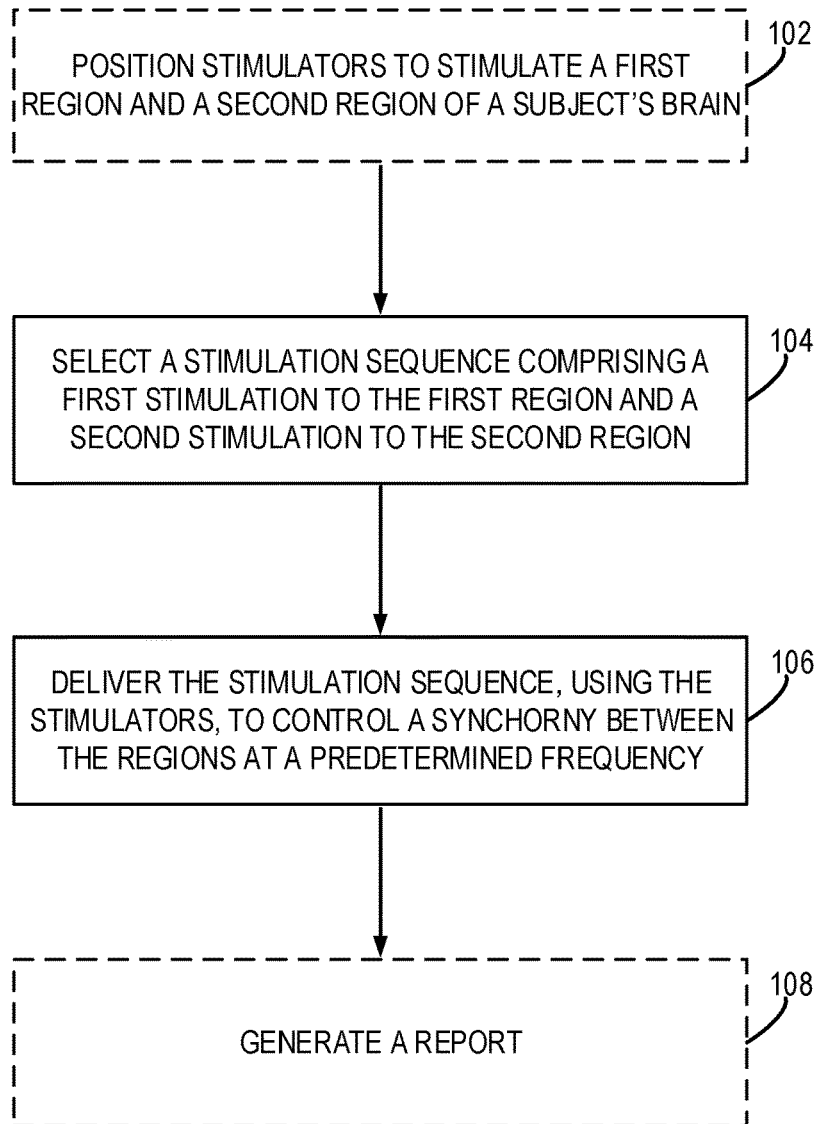 102
POSITION STIMULATORS TO STIMULATE A FIRST
REGION AND A SECOND REGION OF A SUBJECT'S BRAIN
104
SELECT A STIMULATION SEQUENCE COMPRISING A
FIRST STIMULATION TO THE FIRST REGION AND A
SECOND STIMULATION TO THE SECOND REGION
106
DELIVER THE STIMULATION SEQUENCE, USING THE
STIMULATORS, TO CONTROL A SYNCHORNY BETWEEN
THE REGIONS AT A PREDETERMINED FREQUENCY
108
GENERATE A REPORT